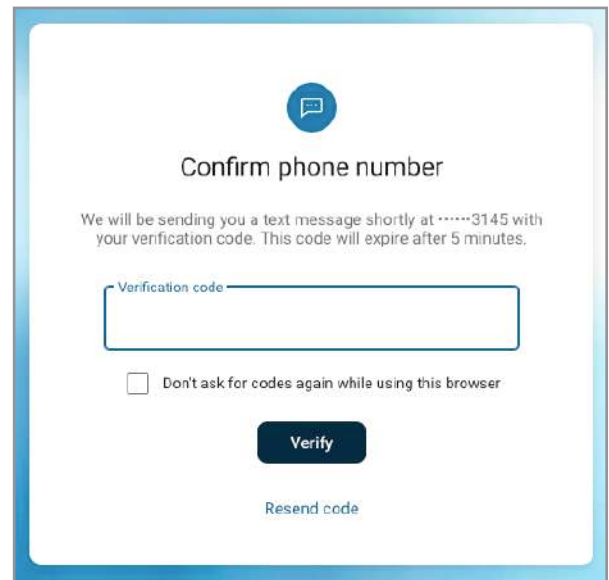 Confirm phone number
We will be sending you a text message shortly at ······3145 with
your verification code. This code will expire after 5 minutes.
Verification code
Don't ask for codes again while using this browser
Verify
Resend code